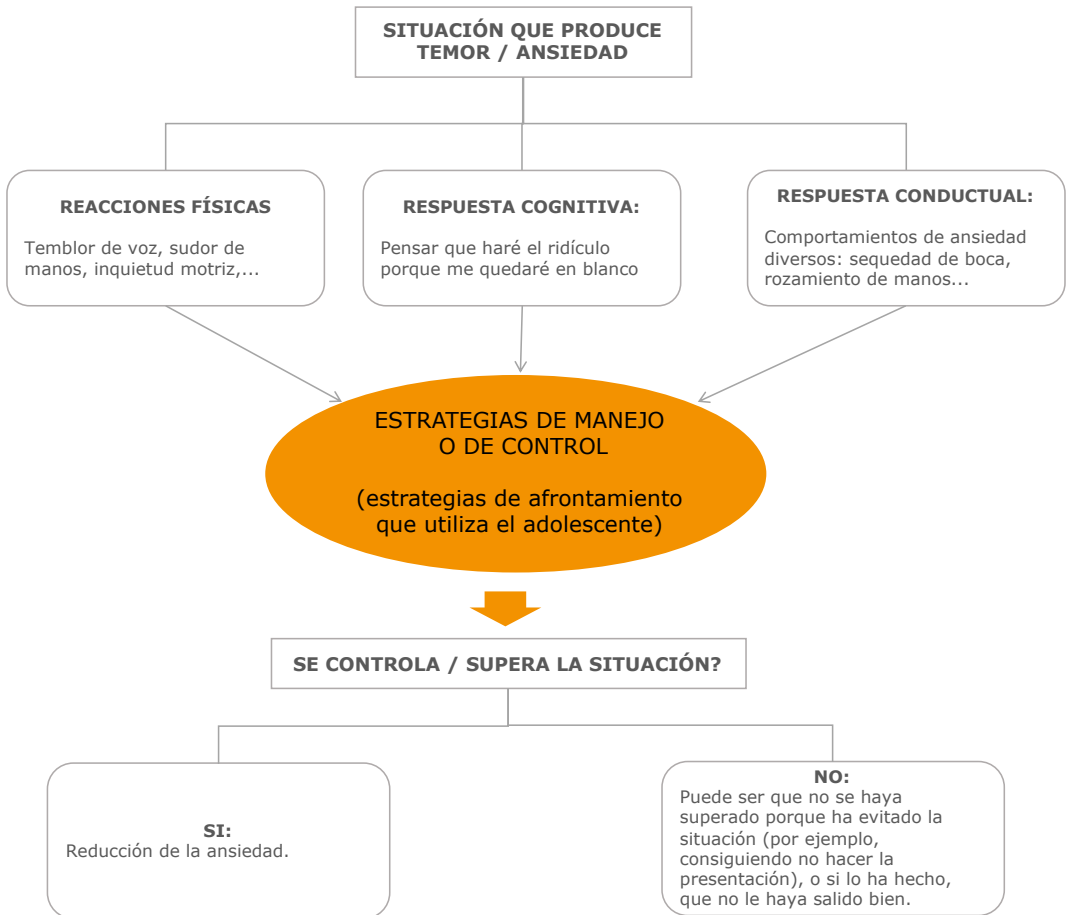 SITUACIÓN QUE PRODUCE
TEMOR / ANSIEDAD
REACCIONES FÍSICAS
Temblor de voz, sudor de
manos, inquietud motriz,...
RESPUESTA COGNITIVA:
Pensar que haré el ridículo
porque me quedaré en blanco
RESPUESTA CONDUCTUAL:
Comportamientos de ansiedad
diversos: sequedad de boca,
rozamiento de manos...
ESTRATEGIAS DE MANEJO
O DE CONTROL
(estrategias de afrontamiento
que utiliza el adolescente)
SE CONTROLA / SUPERA LA SITUACIÓN?
SI:
Reducción de la ansiedad.
NO:
Puede ser que no se haya
superado porque ha evitado la
situación (por ejemplo,
consiguiendo no hacer la
presentación), o si lo ha hecho,
que no le haya salido bien.